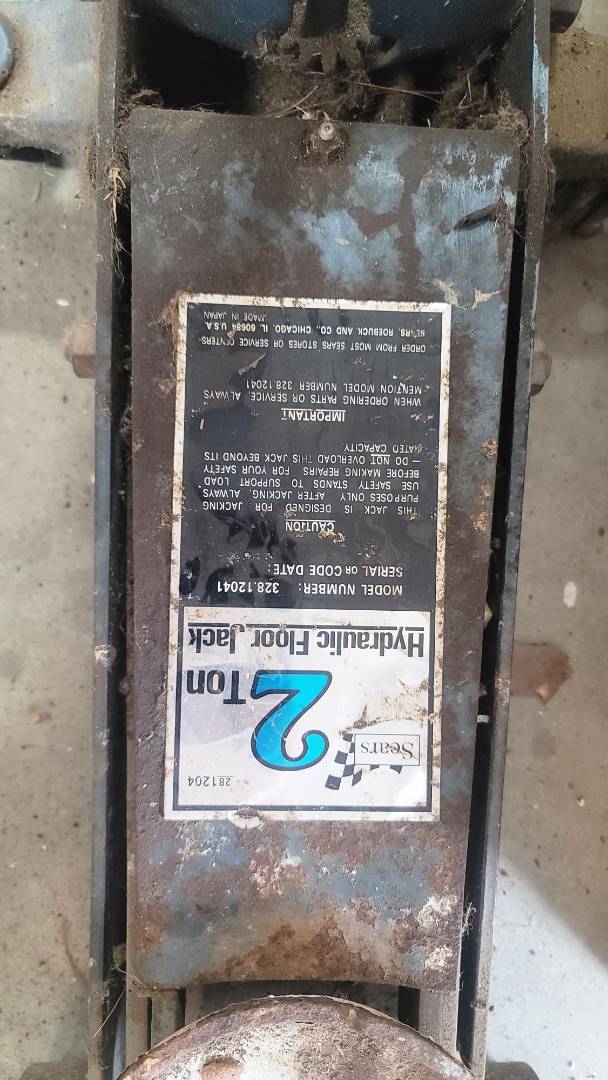 281204
Sears
2 Ton
Hydraulic Floor Jack
MODEL NUMBER: 328.12041
SERIAL OR CODE DATE:
CAUTION
THIS JACK IS DESIGNED FOR JACKING
PURPOSES ONLY. AFTER JACKING, ALWAYS
USE SAFETY STANDS TO SUPPORT LOAD
BEFORE MAKING REPAIRS. FOR YOUR SAFETY
— DO NOT OVERLOAD THIS JACK BEYOND ITS
RATED CAPACITY
IMPORTANT
WHEN ORDERING PARTS OR SERVICE, ALWAYS
MENTION MODEL NUMBER 328.12041
ORDER FROM MOST SEARS STORES OR SERVICE CENTERS
SEARS, ROEBUCK AND CO., CHICAGO, IL 60684 U.S.A.
MADE IN JAPAN